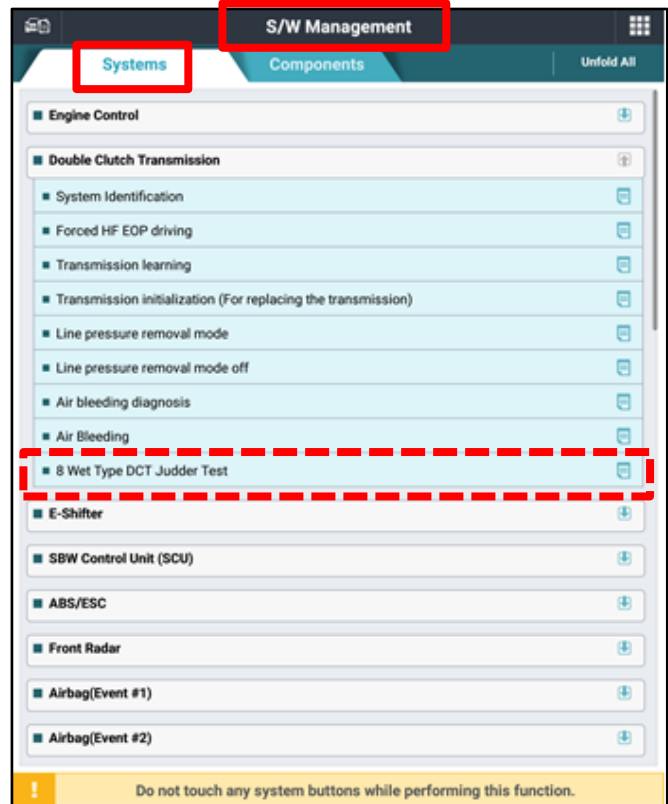 S/W Management
Systems
Components
Unfold All
Engine Control
Double Clutch Transmission
System Identification
Forced HF EOP driving
Transmission learning
Transmission initialization (For replacing the transmission)
Line pressure removal mode
Line pressure removal mode off
Air bleeding diagnosis
Air Bleeding
8 Wet Type DCT Judder Test
E-Shifter
SBW Control Unit (SCU)
ABS/ESC
Front Radar
Airbag(Event #1)
Airbag(Event #2)
! Do not touch any system buttons while performing this function.